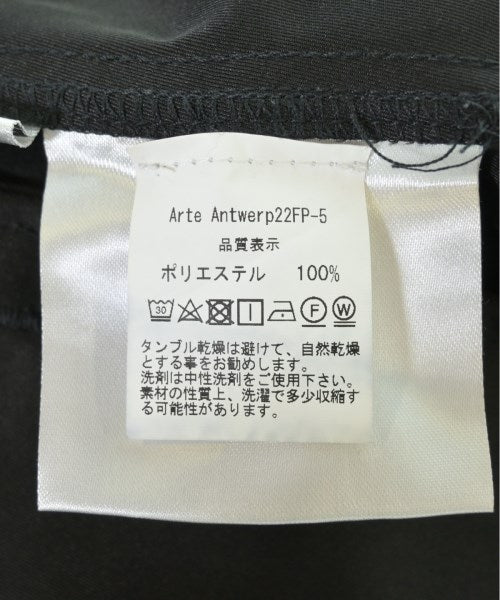 Arte Antwerp22FP-5
品質表示
ポリエステル 100%
30 F W
タンブル乾燥は避けて、自然乾燥
とする事をお勧めします。
洗剤は中性洗剤をご使用下さい。
素材の性質上、洗濯で多少収縮す
る可能性があります。